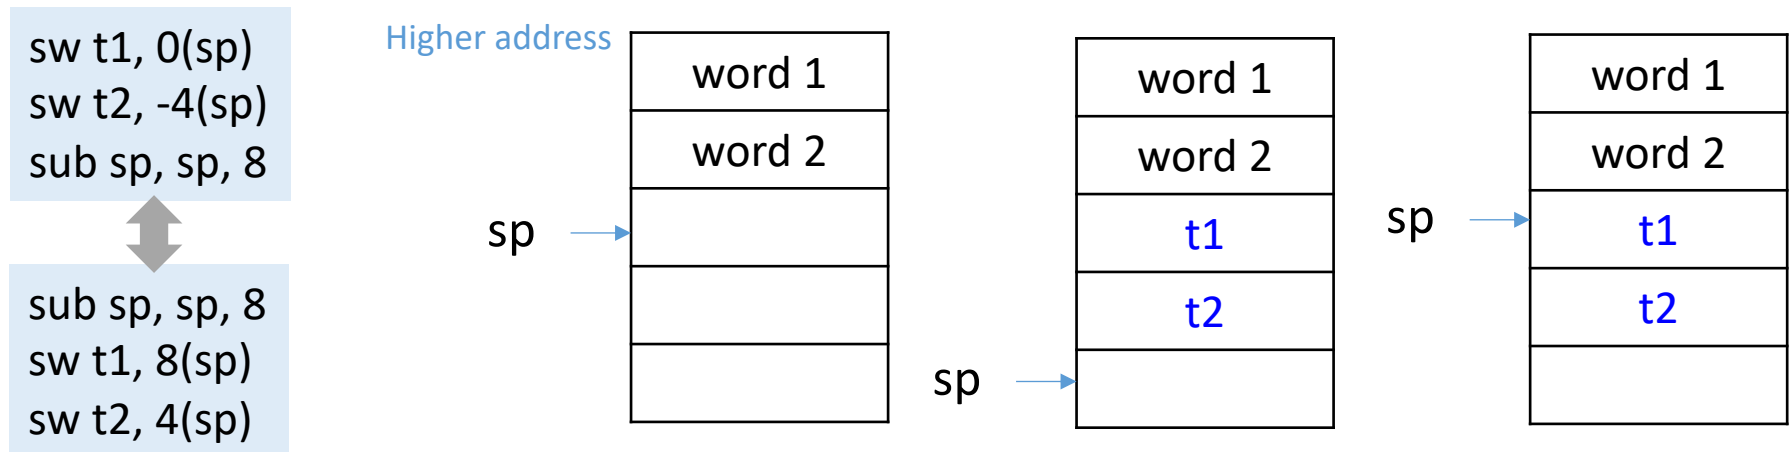 sw t1, 0(sp)
sw t2, -4(sp)
sub sp, sp, 8
sub sp, sp, 8
sw t1, 8(sp)
sw t2, 4(sp)
Higher address
word 1
word 2
sp
word 1
word 2
t1
t2
sp
word 1
word 2
sp
t1
t2